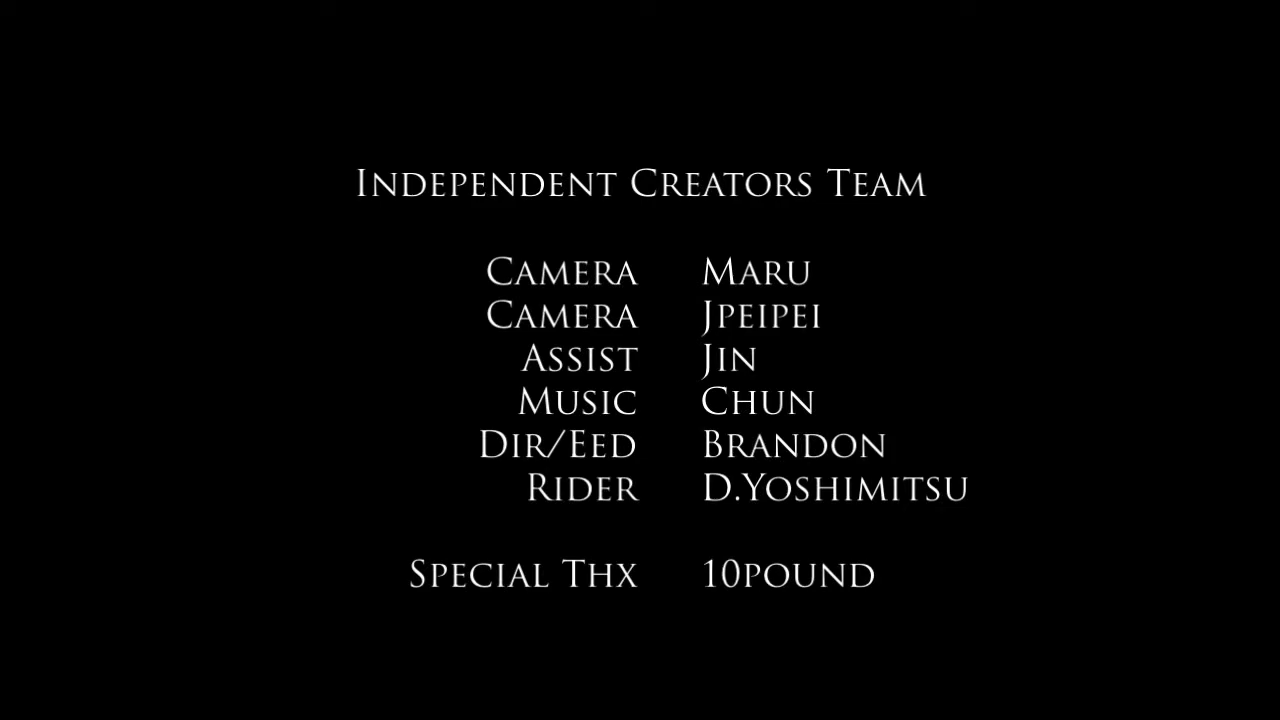 Independent Creators Team
Camera Maru
Camera Jpeipei
Assist Jin
Music Chun
Dir/Eed Brandon
Rider D.Yoshimitsu
Special Thx 10pound